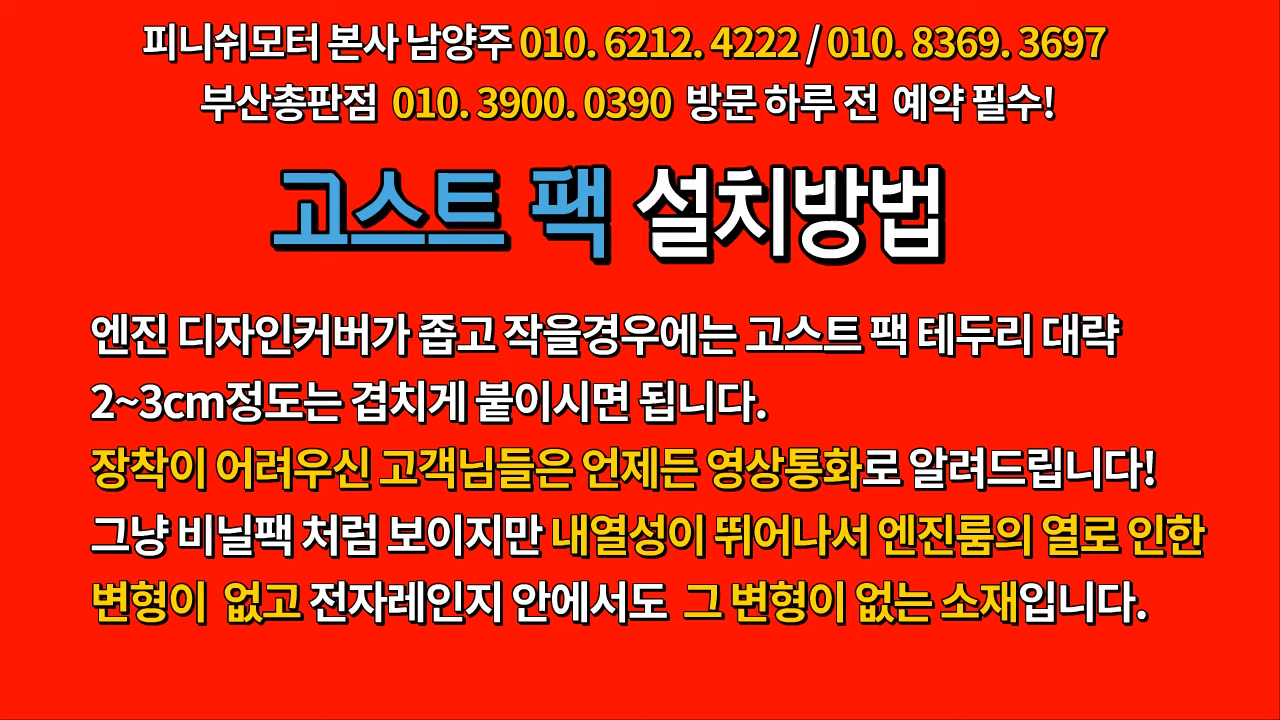 피니쉬모터 본사 남양주 010. 6212. 4222 / 010. 8369. 3697
부산총판점 010. 3900. 0390 방문 하루 전 예약 필수!
고스트 팩 설치방법
엔진 디자인커버가 좁고 작을경우에는 고스트 팩 테두리 대략
2~3cm정도는 겹치게 붙이시면 됩니다.
장착이 어려우신 고객님들은 언제든 영상통화로 알려드립니다!
그냥 비닐팩 처럼 보이지만 내열성이 뛰어나서 엔진룸의 열로 인한
변형이 없고 전자레인지 안에서도 그 변형이 없는 소재입니다.